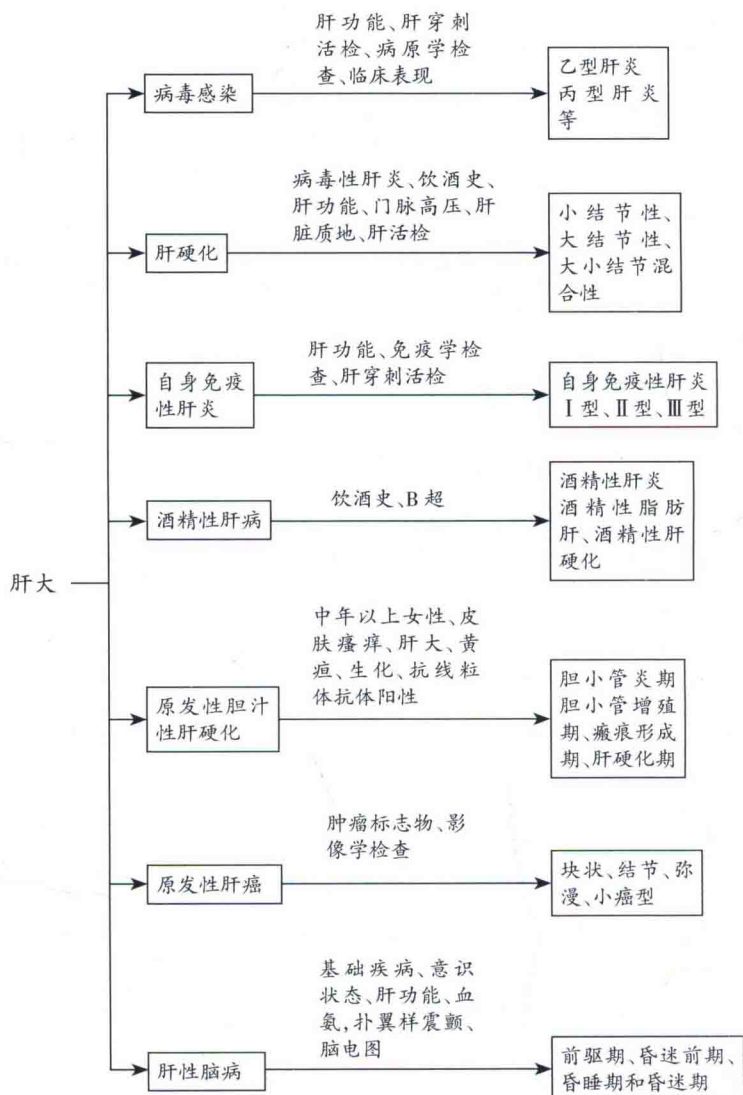 肝功能、肝穿刺
活检、病原学检
查、临床表现
病毒感染
乙型肝炎
丙型肝炎
等
病毒性肝炎、饮酒史、
肝功能、门脉高压、肝
脏质地、肝活检
肝硬化
小结节性、
大结节性、
大小结节混
合性
肝功能、免疫学检
查、肝穿刺活检
自身免疫
性肝炎
自身免疫性肝炎
Ⅰ型、Ⅱ型、Ⅲ型
饮酒史、B超
酒精性肝病
酒精性肝炎
酒精性脂肪
肝、酒精性肝
硬化
肝大
中年以上女性、皮
肤瘙痒、肝大、黄
疸、生化、抗线粒
体抗体阳性
原发性胆汁
性肝硬化
胆小管炎期
胆小管增殖
期、瘢痕形成
期、肝硬化期
肿瘤标志物、影
像学检查
原发性肝癌
块状、结节、弥
漫、小癌型
基础疾病、意识
状态、肝功能、血
氨,扑翼样震颤、
脑电图
肝性脑病
前驱期、昏迷前期、
昏睡期和昏迷期